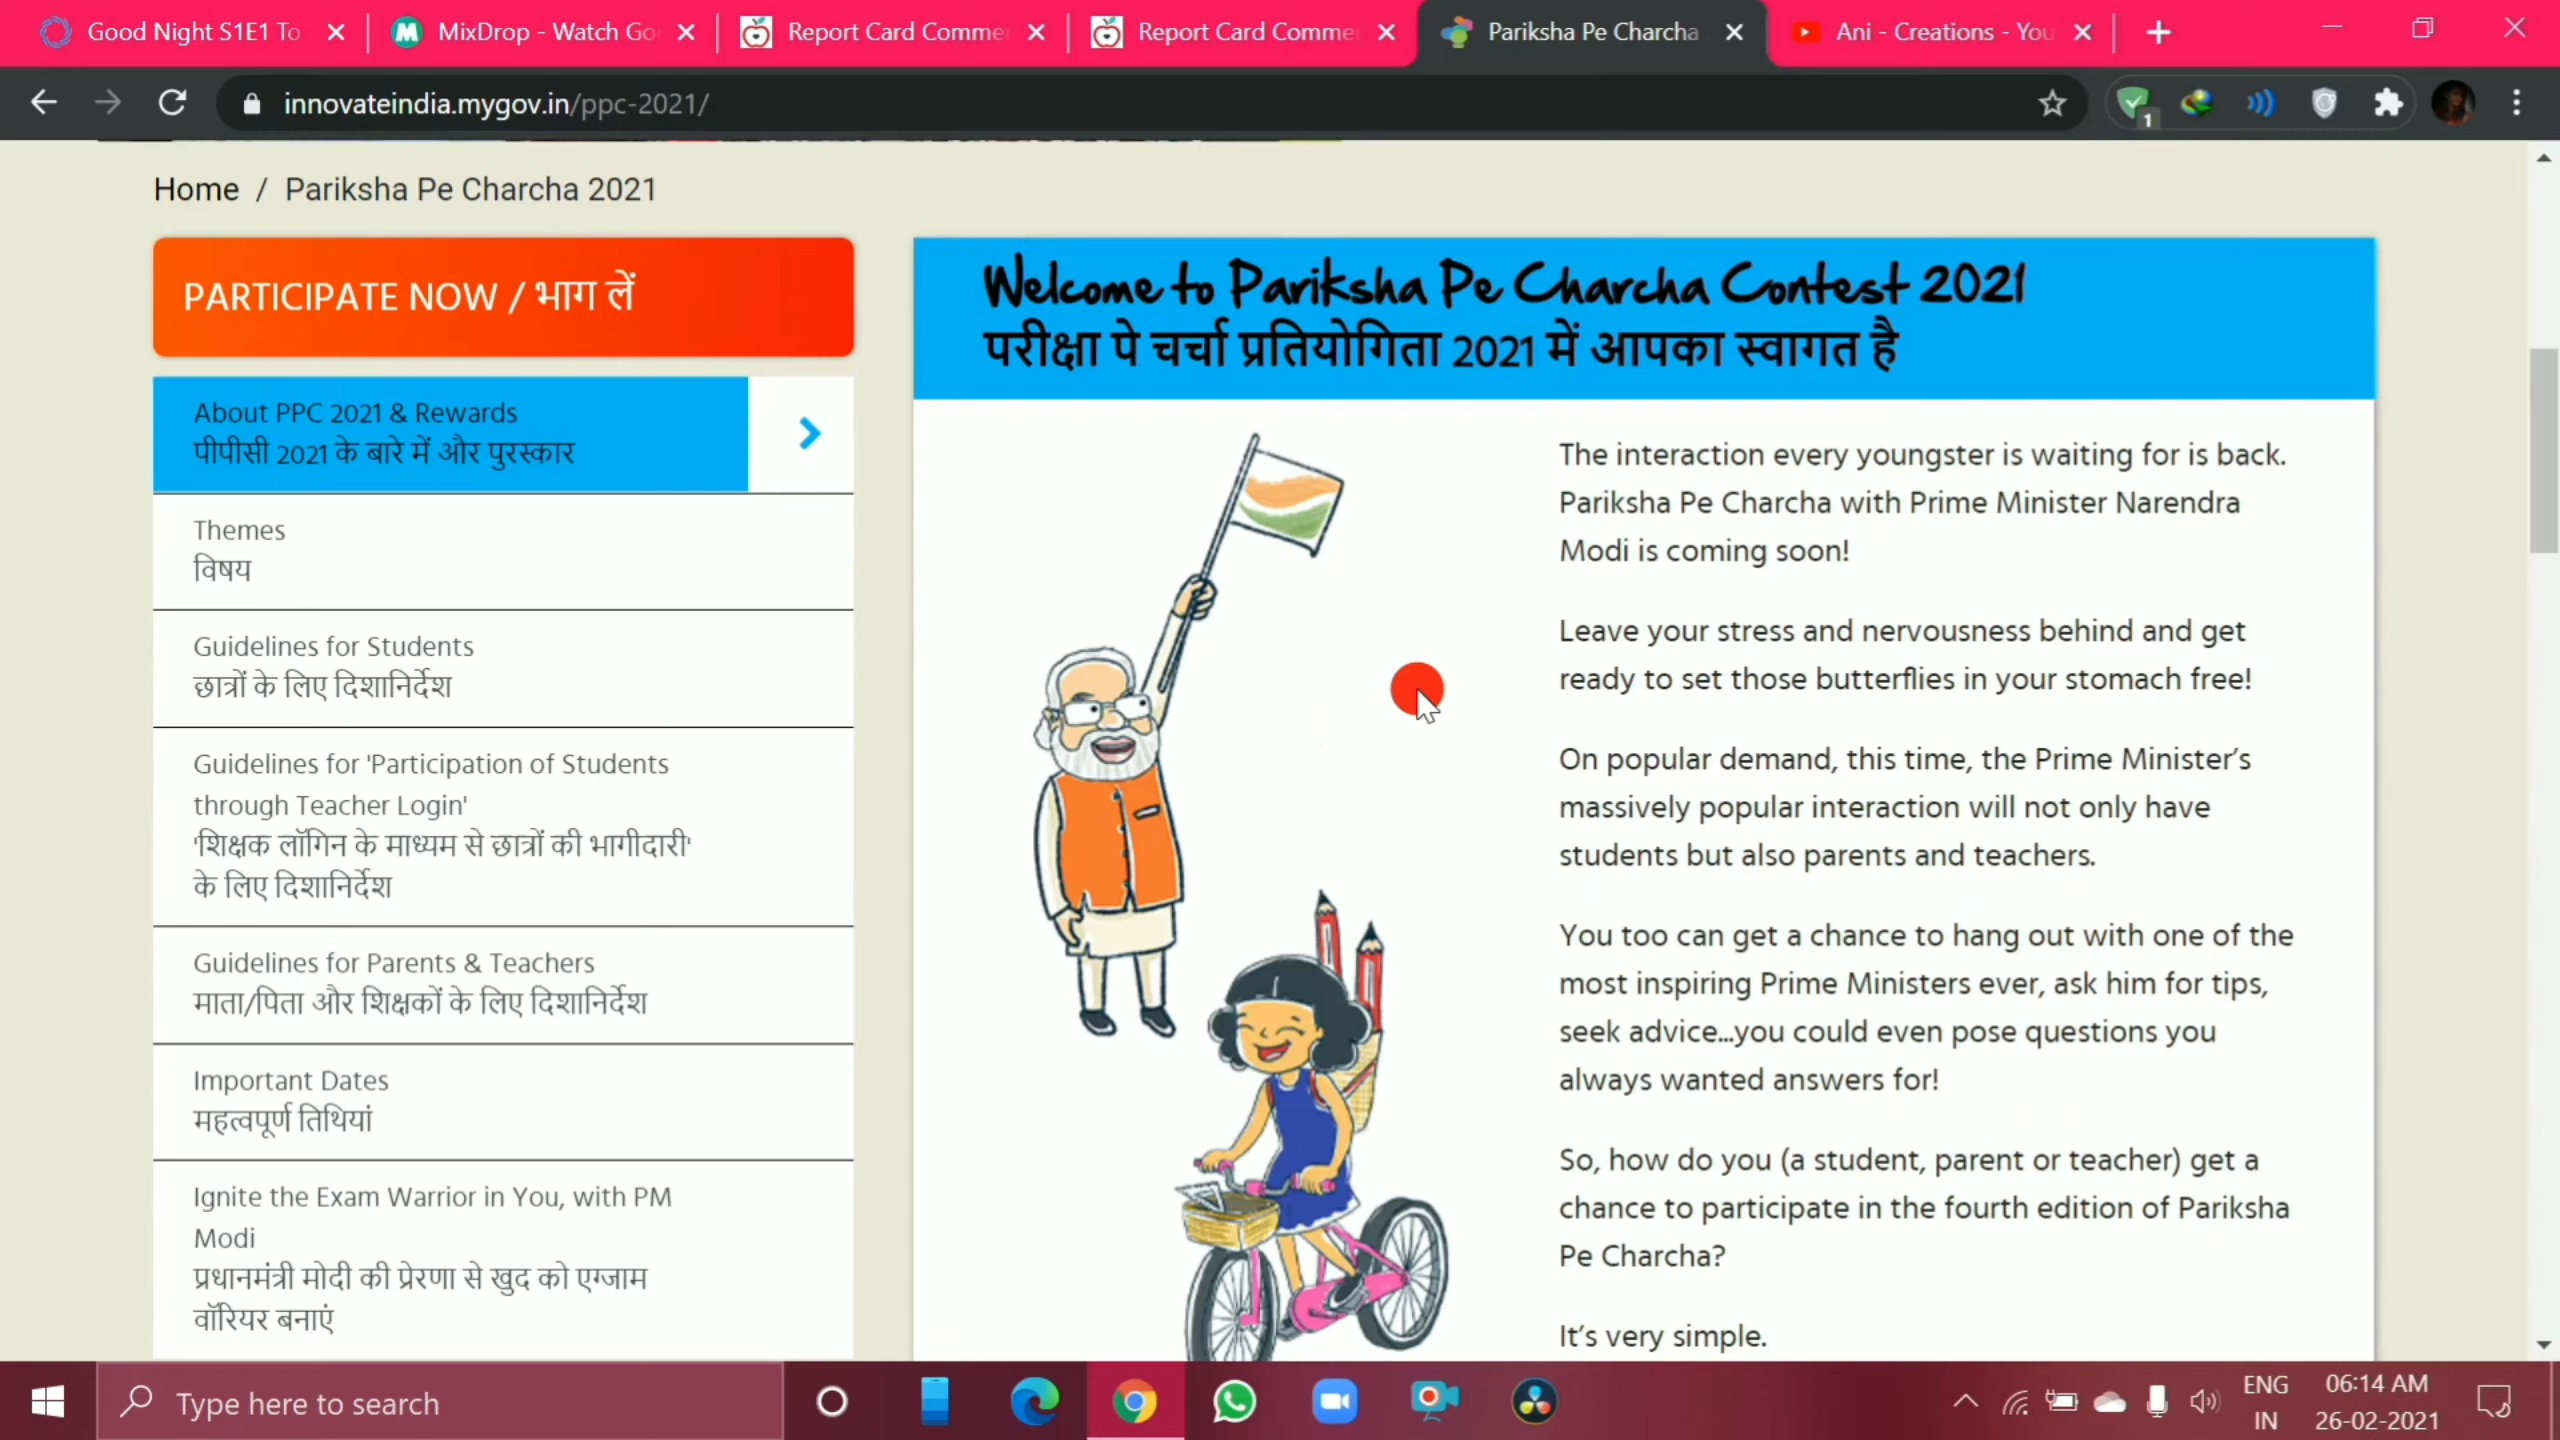 Good Night S1E1 To
MixDrop - Watch Go
Report Card Comme
Report Card Comme
Pariksha Pe Charcha
Ani - Creations - You
innovateindia.mygov.in/ppc-2021/
1
Home / Pariksha Pe Charcha 2021
PARTICIPATE NOW / भाग लें
About PPC 2021 & Rewards
पीपीसी 2021 के बारे में और पुरस्कार
Themes
विषय
Guidelines for Students
छात्रों के लिए दिशानिर्देश
Guidelines for 'Participation of Students
through Teacher Login'
'शिक्षक लॉगिन के माध्यम से छात्रों की भागीदारी'
के लिए दिशानिर्देश
Guidelines for Parents & Teachers
माता/पिता और शिक्षकों के लिए दिशानिर्देश
Important Dates
महत्वपूर्ण तिथियां
Ignite the Exam Warrior in You, with PM
Modi
प्रधानमंत्री मोदी की प्रेरणा से खुद को एग्जाम
वॉरियर बनाएं
Welcome to Pariksha Pe Charcha Contest 2021
परीक्षा पे चर्चा प्रतियोगिता 2021 में आपका स्वागत है
The interaction every youngster is waiting for is back.
Pariksha Pe Charcha with Prime Minister Narendra
Modi is coming soon!
Leave your stress and nervousness behind and get
ready to set those butterflies in your stomach free!
On popular demand, this time, the Prime Minister’s
massively popular interaction will not only have
students but also parents and teachers.
You too can get a chance to hang out with one of the
most inspiring Prime Ministers ever, ask him for tips,
seek advice...you could even pose questions you
always wanted answers for!
So, how do you (a student, parent or teacher) get a
chance to participate in the fourth edition of Pariksha
Pe Charcha?
It’s very simple.
Type here to search
ENG
IN
06:14 AM
26-02-2021